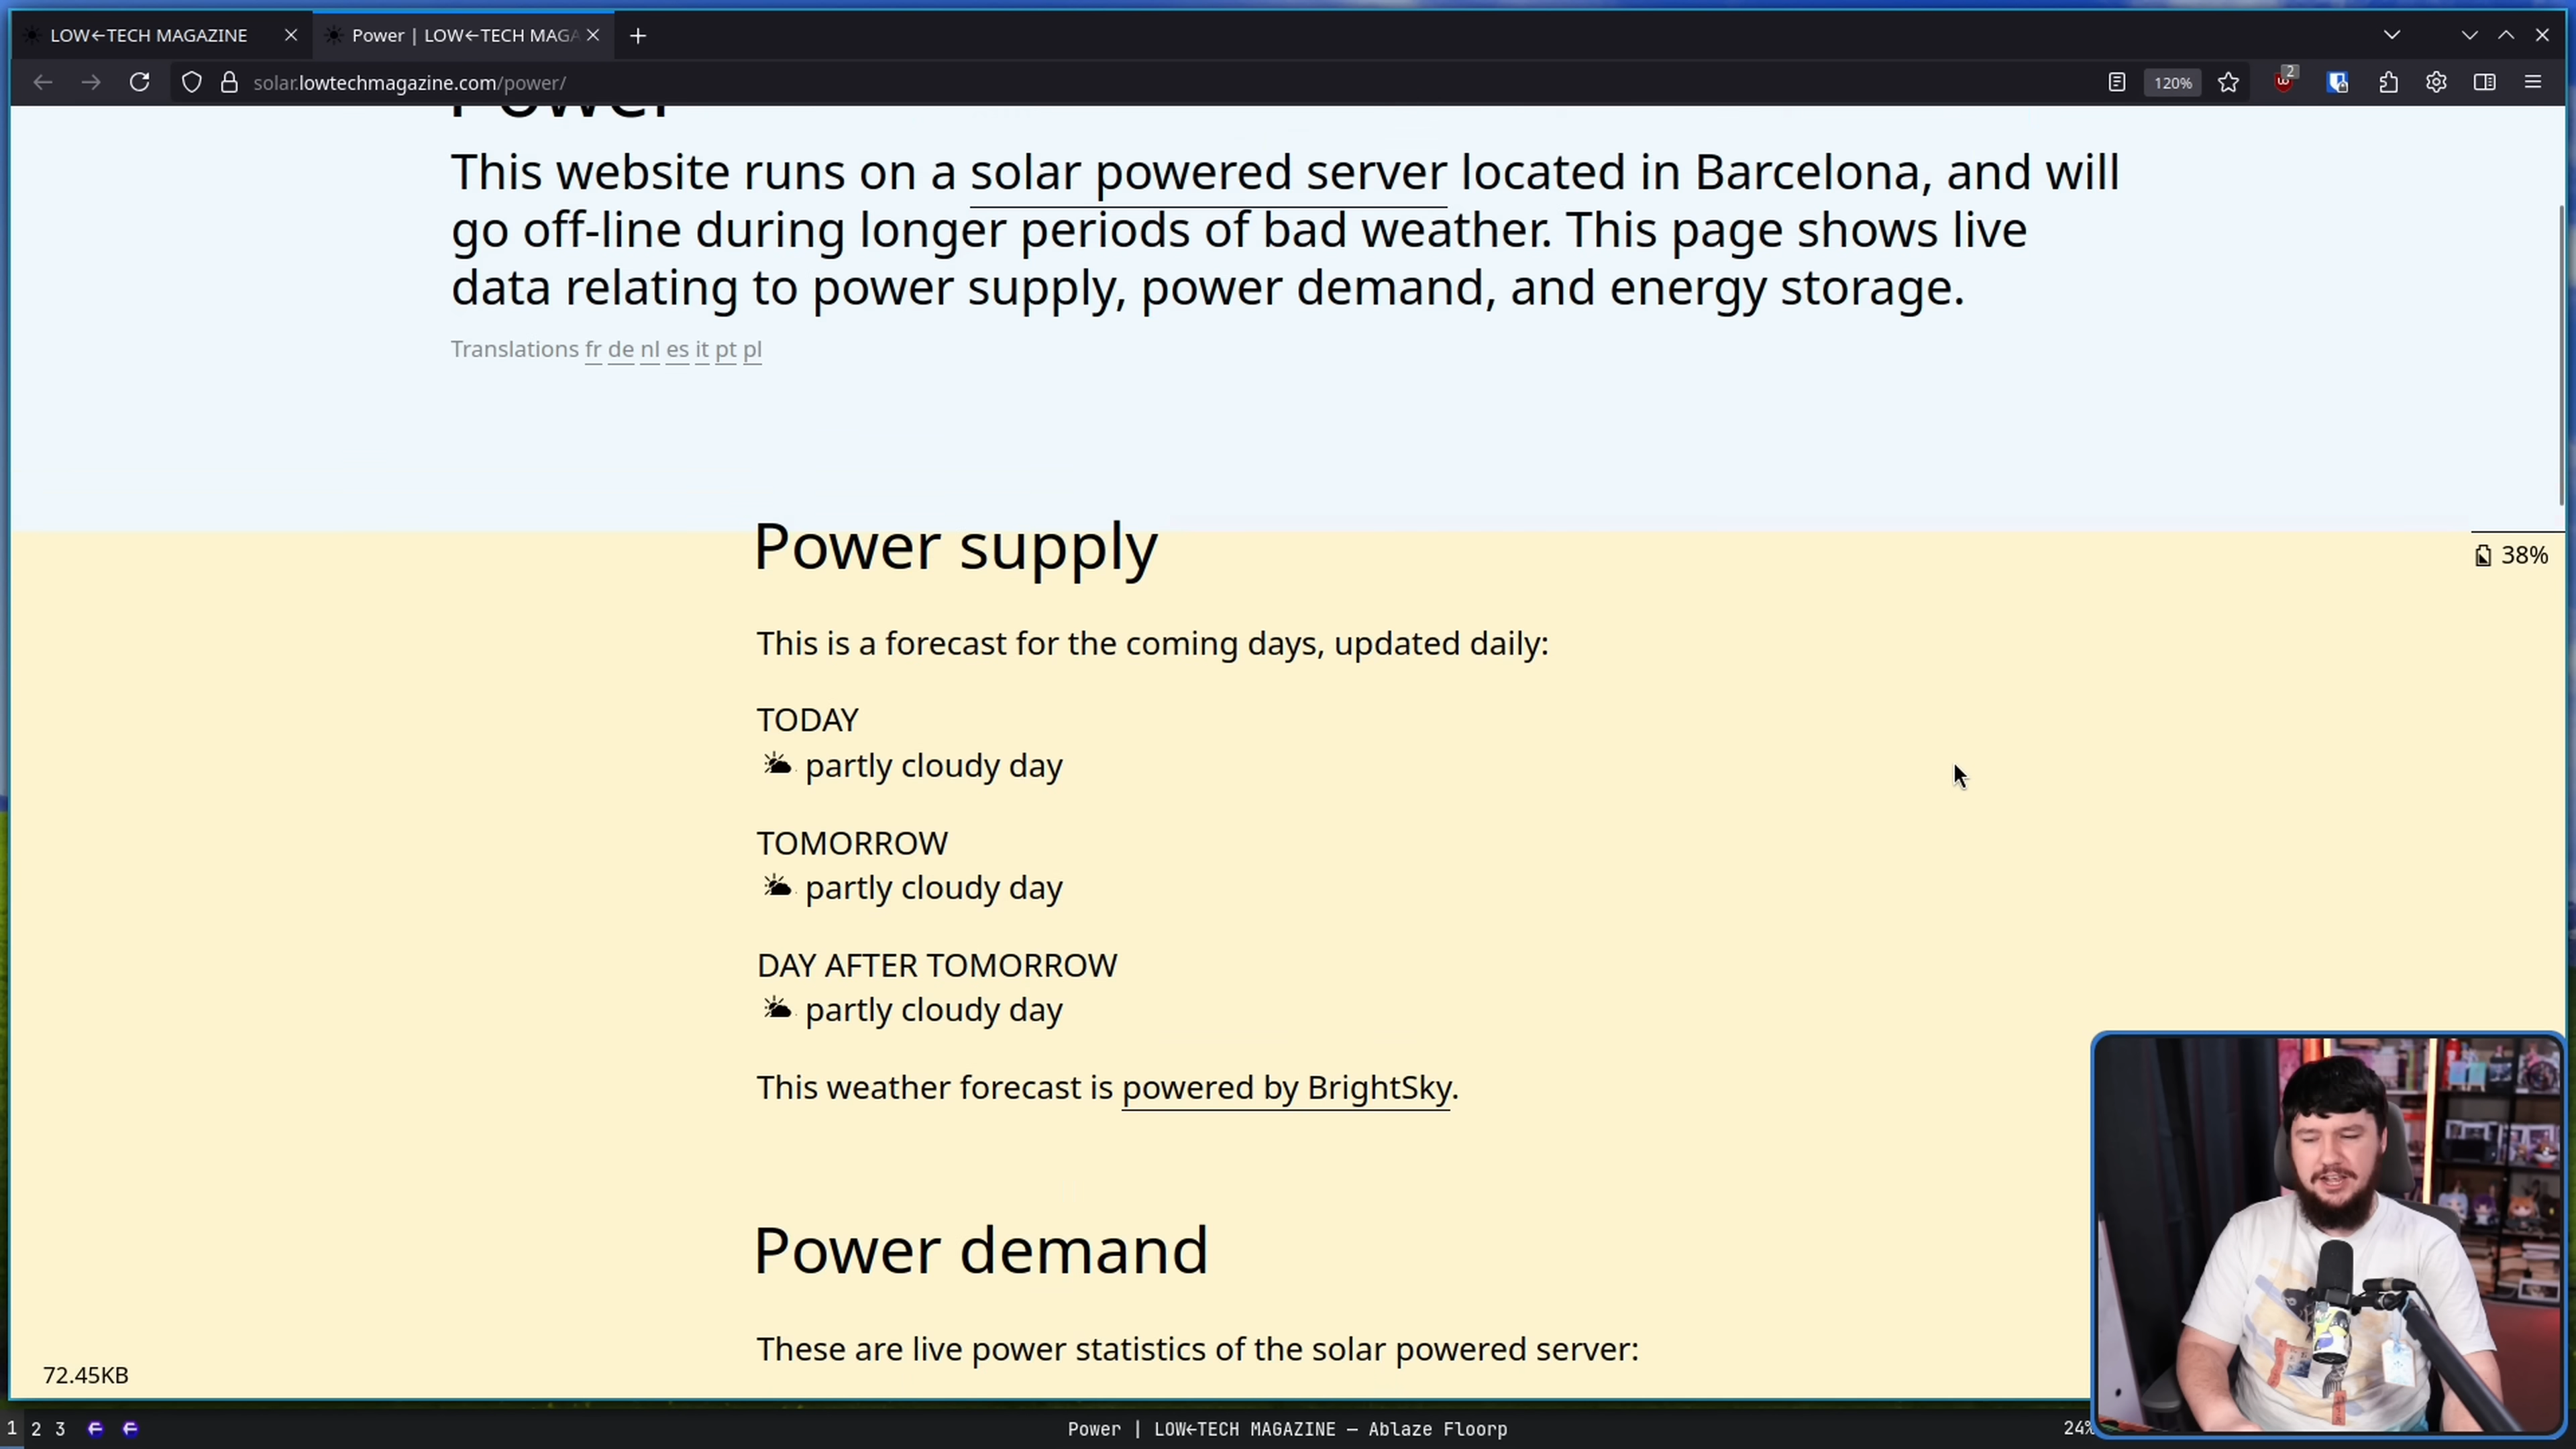 LOW←TECH MAGAZINE
Power | LOW←TECH MAGA
solar.lowtechmagazine.com/power/
120%
2
Power
This website runs on a solar powered server located in Barcelona, and will
go off-line during longer periods of bad weather. This page shows live
data relating to power supply, power demand, and energy storage.
Translations fr de nl es it pt pl
Power supply
38%
This is a forecast for the coming days, updated daily:
TODAY
partly cloudy day
TOMORROW
partly cloudy day
DAY AFTER TOMORROW
partly cloudy day
This weather forecast is powered by BrightSky.
Power demand
These are live power statistics of the solar powered server:
72.45KB
1 2 3
Power | LOW←TECH MAGAZINE — Ablaze Floorp
24%